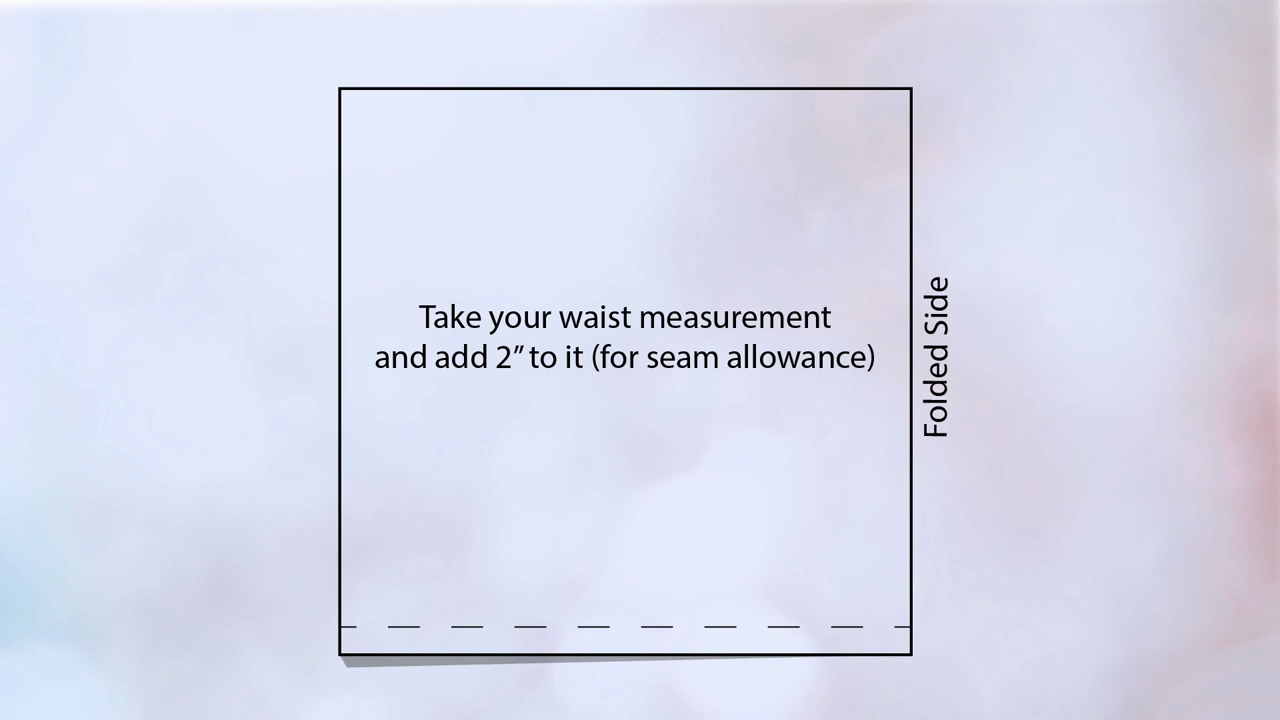 Take your waist measurement
and add 2” to it (for seam allowance)
Folded Side